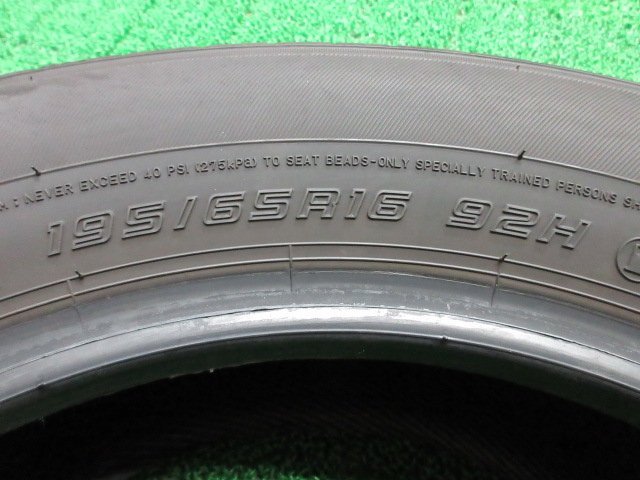 : NEVER EXCEED 40 PSI (275kPa) TO SEAT BEADS-ONLY SPECIALLY TRAINED PERSONS
195/65R16 92H